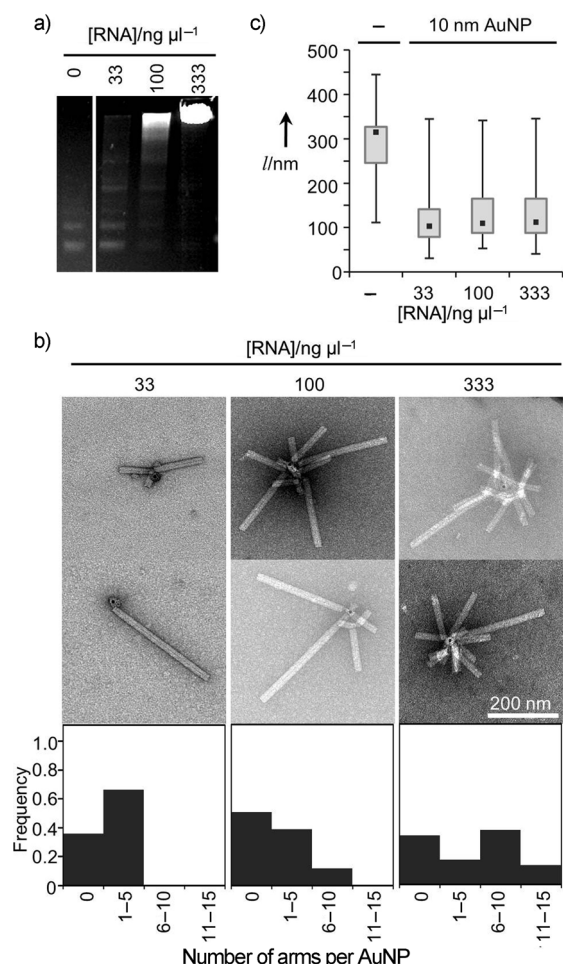 a)
[RNA]/ng µl⁻¹
0
33
100
333
c)
– 10 nm AuNP
500
400
300
200
100
0
l/nm
– 33 100 333
[RNA]/ng µl⁻¹
b)
[RNA]/ng µl⁻¹
33 100 333
200 nm
Frequency
1.0
0.8
0.6
0.4
0.2
0
0 1–5 6–10 11–15 0 1–5 6–10 11–15 0 1–5 6–10 11–15
Number of arms per AuNP